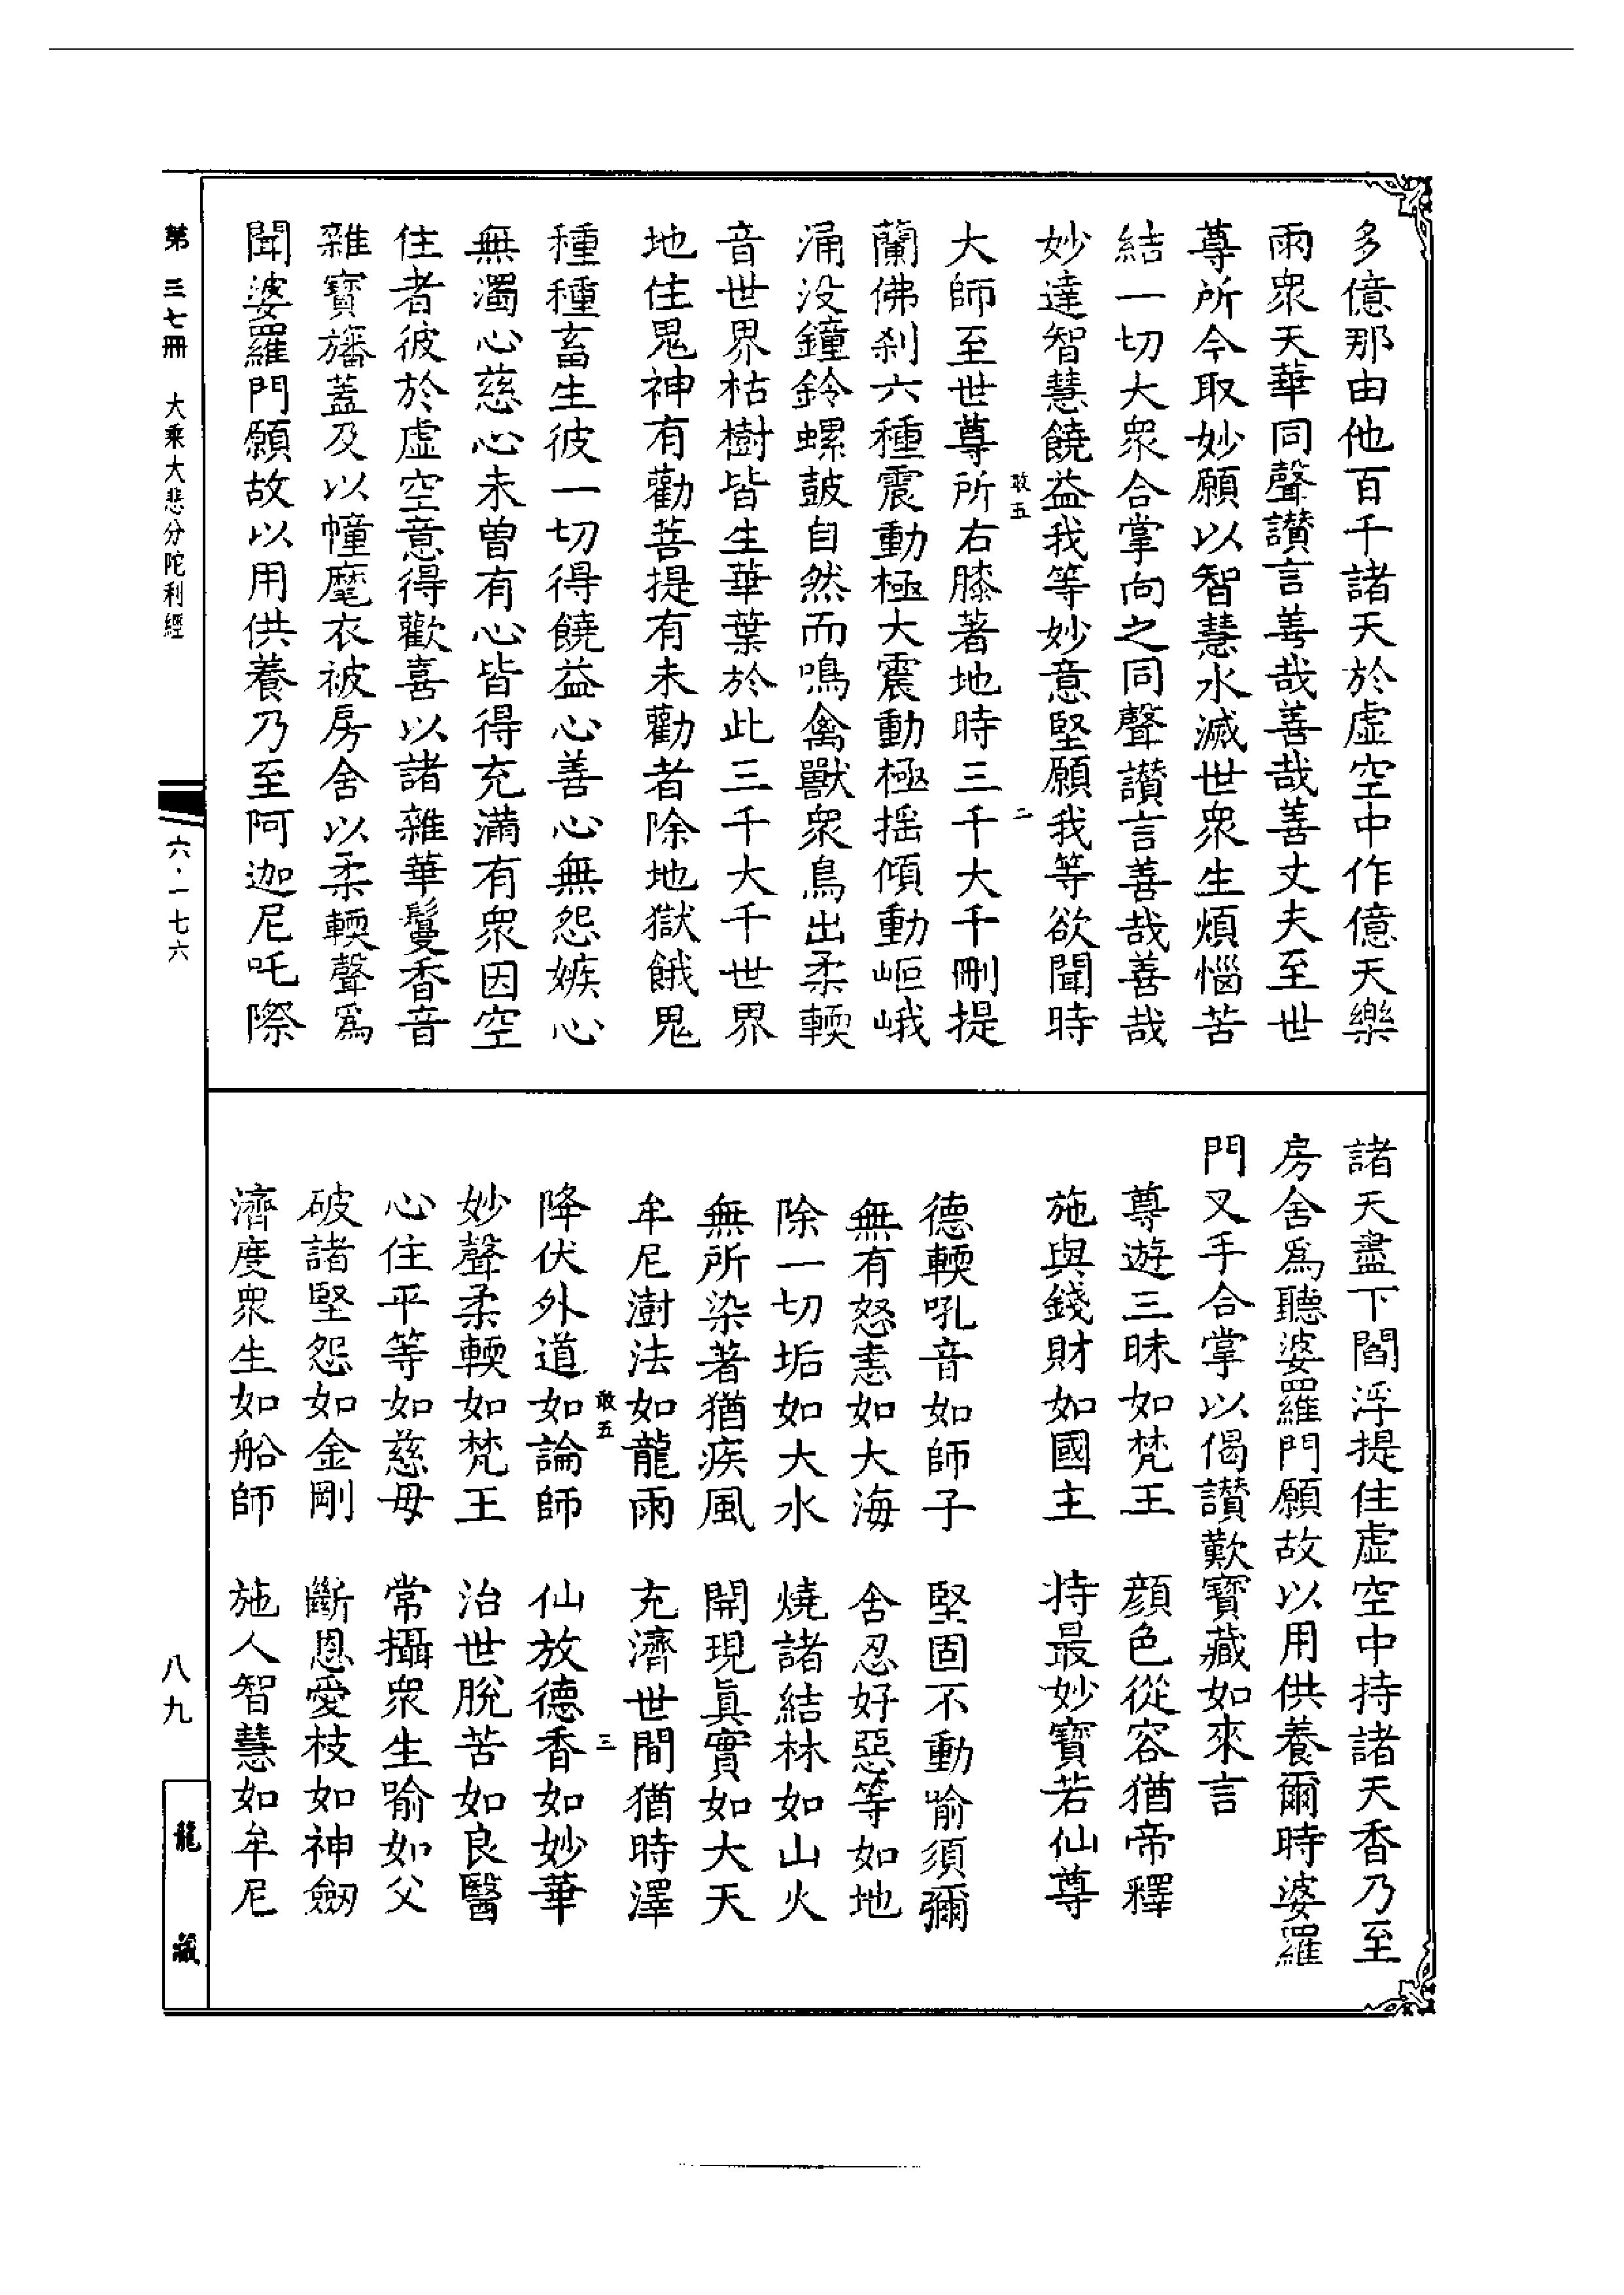 多億那由他百千諸天於虛空中作億天樂
雨衆天華同聲讃言善哉善哉善丈夫至世
尊所今取妙願以智慧水滅世衆生煩惱苦
結一切大衆合掌向之同聲讃言善哉善哉
妙達智慧饒益我等妙意堅願我等欲聞時
敢五 二
大師至世尊所右膝著地時三千大千刪提
蘭佛刹六種震動極大震動極揺傾動岠峨
涌没鐘鈴螺鼓自然而鳴禽獸衆鳥出柔輭
音世界枯樹皆生華葉於此三千大千世界
地住鬼神有勸菩提有未勸者除地獄餓鬼
種種畜生彼一切得饒益心善心無怨嫉心
無濁心慈心未曾有心皆得充滿有衆因空
住者彼於虛空意得歡喜以諸雜華鬘香音
雜寶旛蓋及以幢麾衣被房舍以柔輭聲爲
聞婆羅門願故以用供養乃至阿迦尼吒際
諸天盡下閻浮提住虛空中持諸天香乃至
房舍爲聽婆羅門願故以用供養爾時婆羅
門叉手合掌以偈讃歎寶藏如來言
尊遊三昧如梵王 顔色從容猶帝釋
施與錢財如國主 持最妙寶若仙尊
德輭吼音如師子 堅固不動喻須彌
無有怒恚如大海 含忍好惡等如地
除一切垢如大水 燒諸結林如山火
無所染著猶疾風 開現眞實如大天
牟尼澍法如龍雨 充濟世間猶時澤
敢五 三
降伏外道如論師 仙放德香如妙華
妙聲柔輭如梵王 治世脫苦如良醫
心住平等如慈母 常攝衆生喻如父
破諸堅怨如金剛 斷恩愛枝如神劒
濟度衆生如船師 施人智慧如牟尼
第三七冊 大乘大悲分陀利經
六·一七六
八九
龍藏